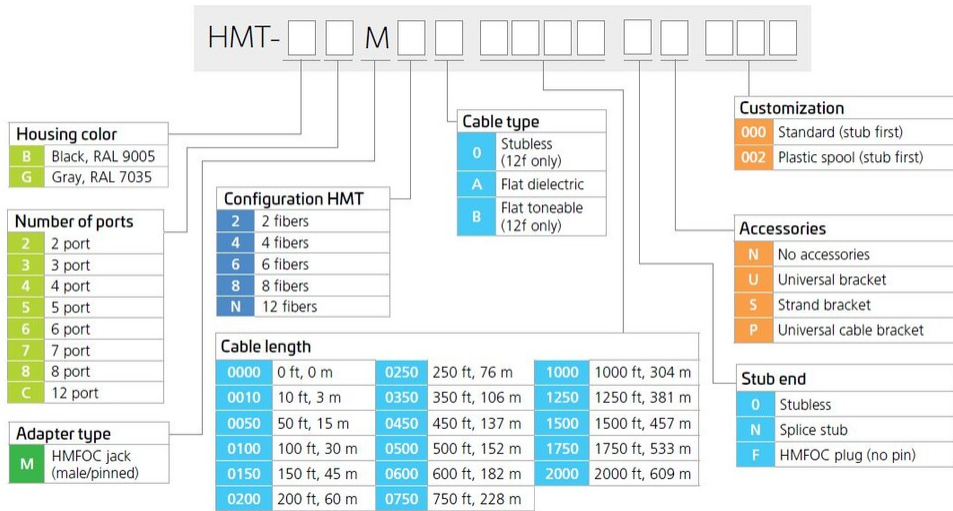 HMT- M
Housing color
B Black, RAL 9005
G Gray, RAL 7035
Number of ports
2 2 port
3 3 port
4 4 port
5 5 port
6 6 port
7 7 port
8 8 port
C 12 port
Adapter type
M HMFOC jack
(male/pinned)
Configuration HMT
2 2 fibers
4 4 fibers
6 6 fibers
8 8 fibers
N 12 fibers
Cable type
0 Stubless
(12f only)
A Flat dielectric
B Flat toneable
(12f only)
Cable length
0000 0 ft, 0 m 0250 250 ft, 76 m 1000 1000 ft, 304 m
0010 10 ft, 3 m 0350 350 ft, 106 m 1250 1250 ft, 381 m
0050 50 ft, 15 m 0450 450 ft, 137 m 1500 1500 ft, 457 m
0100 100 ft, 30 m 0500 500 ft, 152 m 1750 1750 ft, 533 m
0150 150 ft, 45 m 0600 600 ft, 182 m 2000 2000 ft, 609 m
0200 200 ft, 60 m 0750 750 ft, 228 m
Customization
000 Standard (stub first)
002 Plastic spool (stub first)
Accessories
N No accessories
U Universal bracket
S Strand bracket
P Universal cable bracket
Stub end
0 Stubless
N Splice stub
F HMFOC plug (no pin)